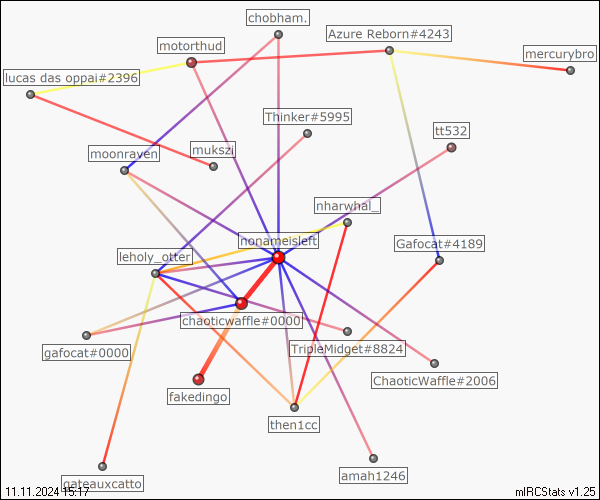 chobham.
Azure Reborn#4243
motorthud
mercurybro
lucas das oppai#2396
Thinker#5995
tt532
moonraven
mukszi
nharwhal_
nonameisleft
Gafocat#4189
leholy_otter
chaoticwaffle#0000
gafocat#0000
TripleMidget#8824
ChaoticWaffle#2006
fakedingo
then1cc
amah1246
gateauxcatto
11.11.2024 15:17
mIRCStats v1.25